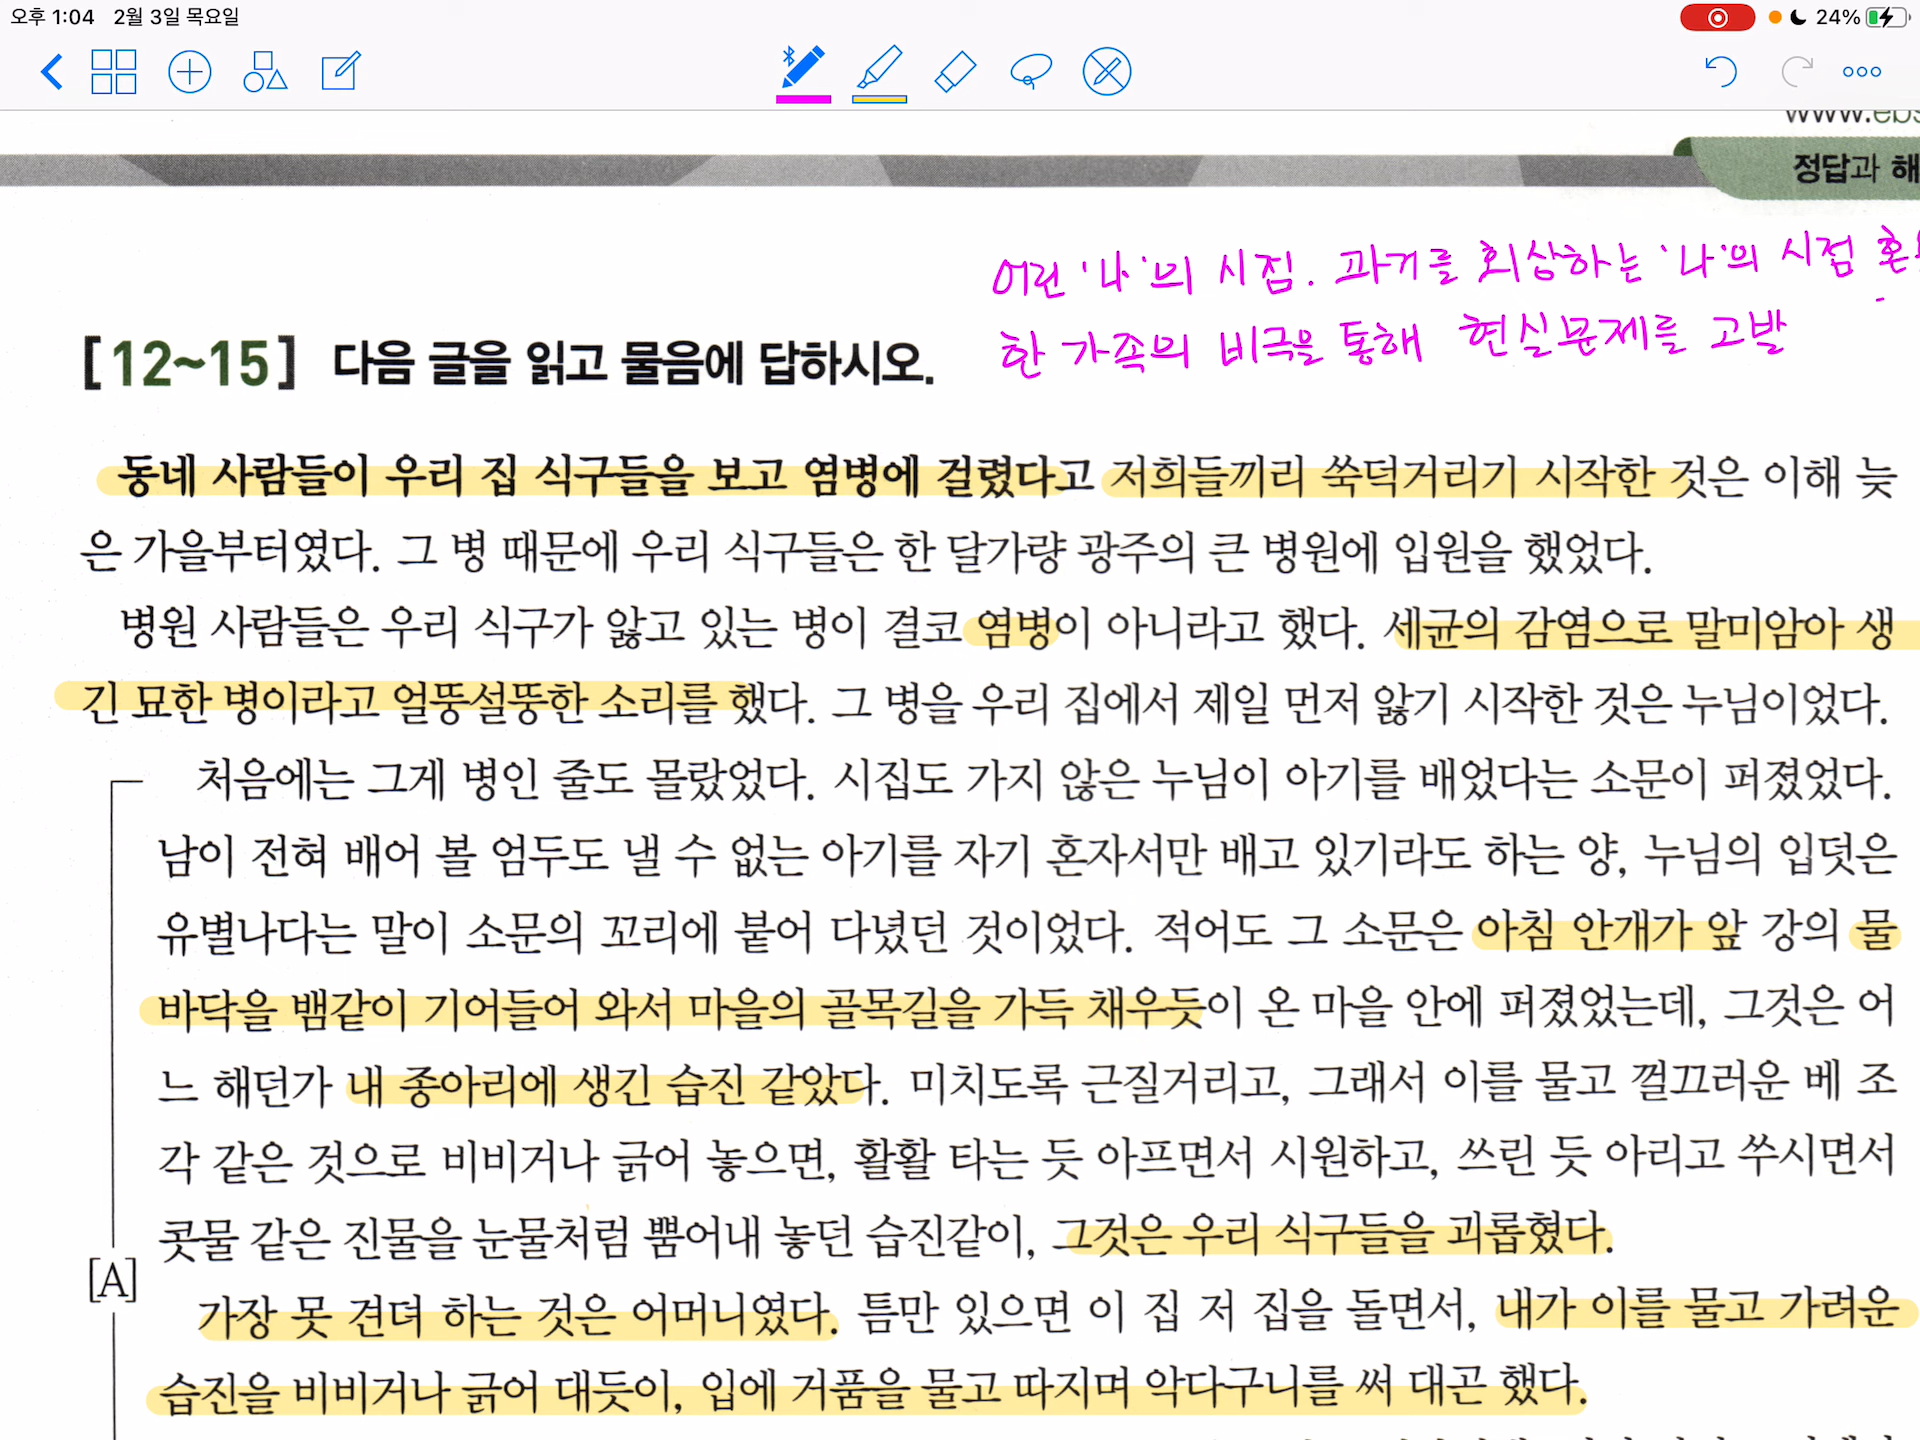 오후 1:04 2월 3일 목요일
24%
정답과 해
어린 '나'의 시점. 과거를 회상하는 '나'의 시점
한 가족의 비극을 통해 현실문제를 고발
[12~15] 다음 글을 읽고 물음에 답하시오.
동네 사람들이 우리 집 식구들을 보고 염병에 걸렸다고 저희들끼리 쑥덕거리기 시작한 것은 이해 늦
은 가을부터였다. 그 병 때문에 우리 식구들은 한 달가량 광주의 큰 병원에 입원을 했었다.
병원 사람들은 우리 식구가 앓고 있는 병이 결코 염병이 아니라고 했다. 세균의 감염으로 말미암아 생
긴 묘한 병이라고 얼뚱설뚱한 소리를 했다. 그 병을 우리 집에서 제일 먼저 앓기 시작한 것은 누님이었다.
처음에는 그게 병인 줄도 몰랐었다. 시집도 가지 않은 누님이 아기를 배었다는 소문이 퍼졌었다.
남이 전혀 배어 볼 엄두도 낼 수 없는 아기를 자기 혼자서만 배고 있기라도 하는 양, 누님의 입덧은
유별나다는 말이 소문의 꼬리에 붙어 다녔던 것이었다. 적어도 그 소문은 아침 안개가 앞 강의 물
바닥을 뱀같이 기어들어 와서 마을의 골목길을 가득 채우듯이 온 마을 안에 퍼졌었는데, 그것은 어
느 해던가 내 종아리에 생긴 습진 같았다. 미치도록 근질거리고, 그래서 이를 물고 껄끄러운 베 조
각 같은 것으로 비비거나 긁어 놓으면, 활활 타는 듯 아프면서 시원하고, 쓰린 듯 아리고 쑤시면서
콧물 같은 진물을 눈물처럼 뿜어내 놓던 습진같이, 그것은 우리 식구들을 괴롭혔다.
[A]
가장 못 견뎌 하는 것은 어머니였다. 틈만 있으면 이 집 저 집을 돌면서, 내가 이를 물고 가려운
습진을 비비거나 긁어 대듯이, 입에 거품을 물고 따지며 악다구니를 써 대곤 했다.